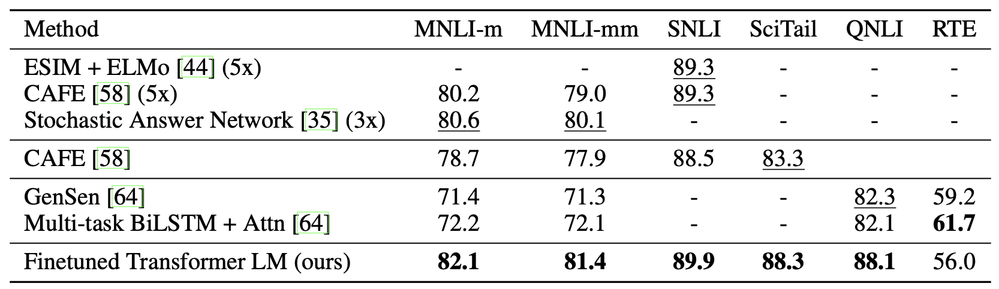 Method MNLI-m MNLI-mm SNLI SciTail QNLI RTE
ESIM + ELMo [44] (5x) - - 89.3 - - -
CAFE [58] (5x) 80.2 79.0 89.3 - - -
Stochastic Answer Network [35] (3x) 80.6 80.1 - - - -
CAFE [58] 78.7 77.9 88.5 83.3
GenSen [64] 71.4 71.3 - - 82.3 59.2
Multi-task BiLSTM + Attn [64] 72.2 72.1 - - 82.1 61.7
Finetuned Transformer LM (ours) 82.1 81.4 89.9 88.3 88.1 56.0